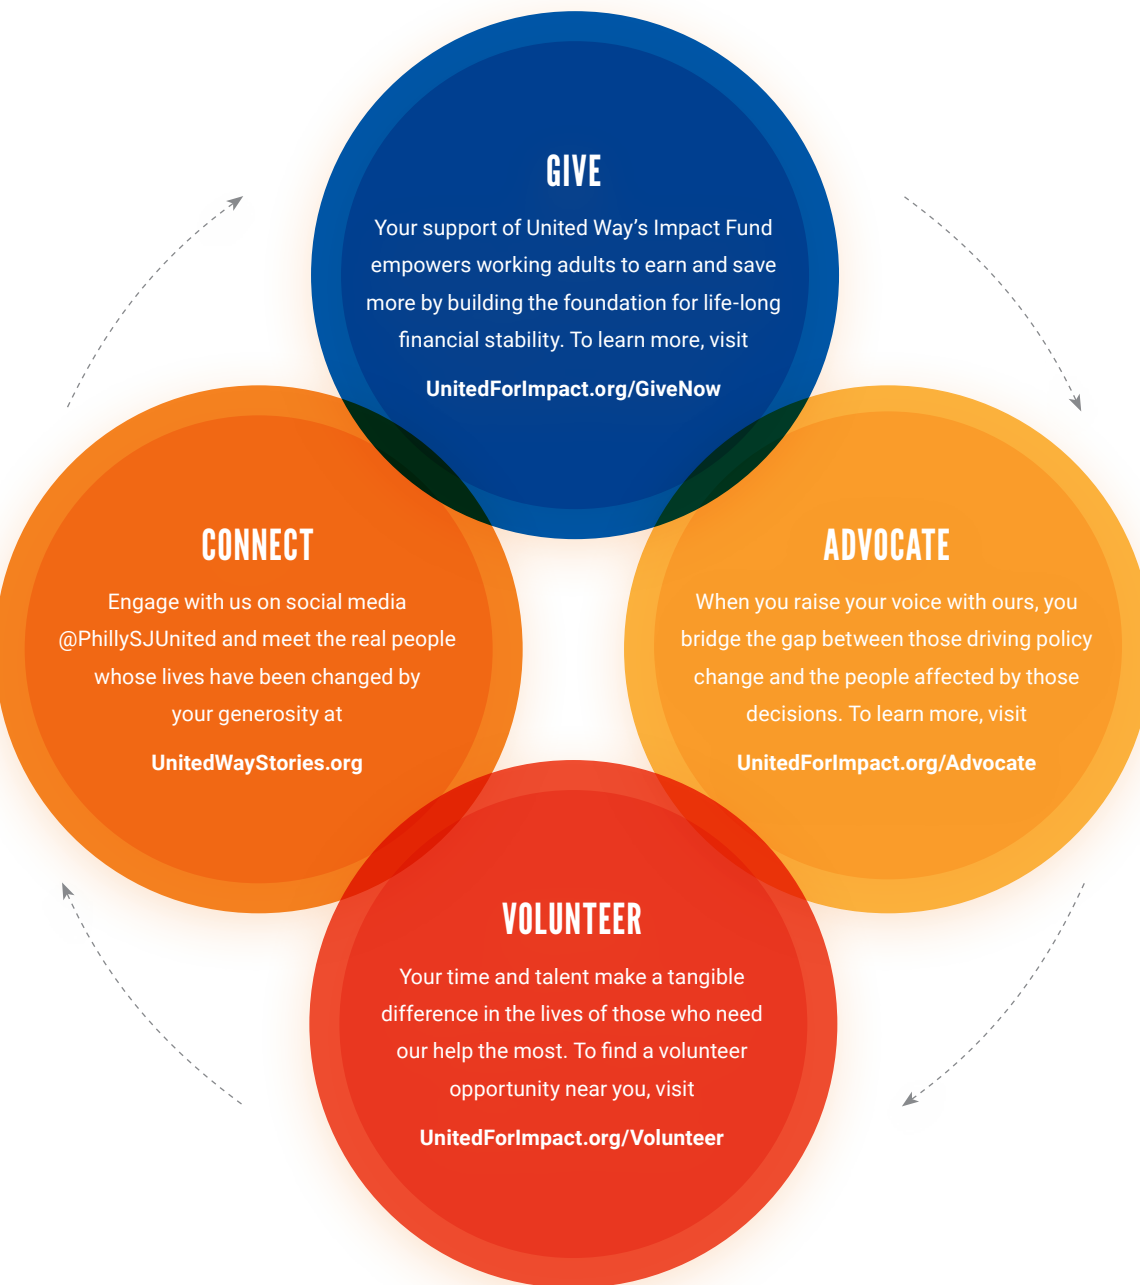 GIVE
Your support of United Way’s Impact Fund
empowers working adults to earn and save
more by building the foundation for life-long
financial stability. To learn more, visit
UnitedForImpact.org/GiveNow
CONNECT
Engage with us on social media
@PhillySJUnited and meet the real people
whose lives have been changed by
your generosity at
UnitedWayStories.org
ADVOCATE
When you raise your voice with ours, you
bridge the gap between those driving policy
change and the people affected by those
decisions. To learn more, visit
UnitedForImpact.org/Advocate
VOLUNTEER
Your time and talent make a tangible
difference in the lives of those who need
our help the most. To find a volunteer
opportunity near you, visit
UnitedForImpact.org/Volunteer